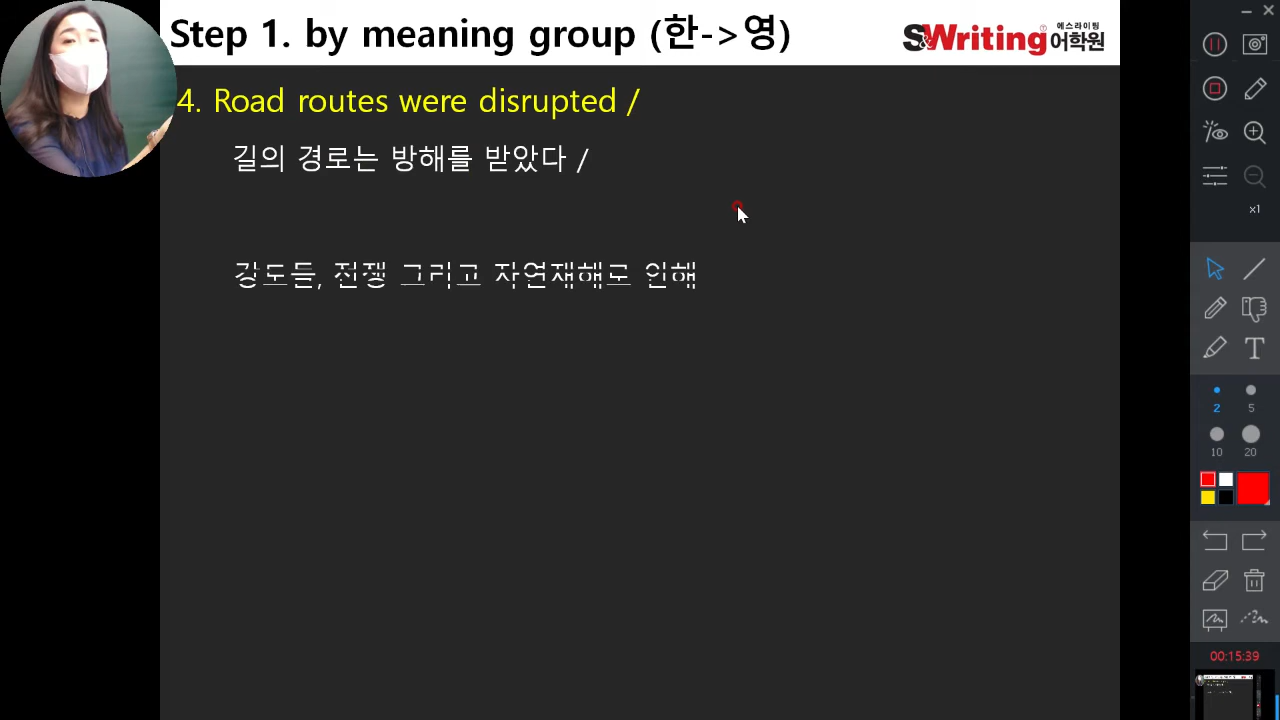 Step 1. by meaning group (한->영)
S&Writing 에스라이팅 어학원
4. Road routes were disrupted /
길의 경로는 방해를 받았다 /
강도들, 전쟁 그리고 자연재해로 인해
x1
T
2 5
10 20
00:15:39